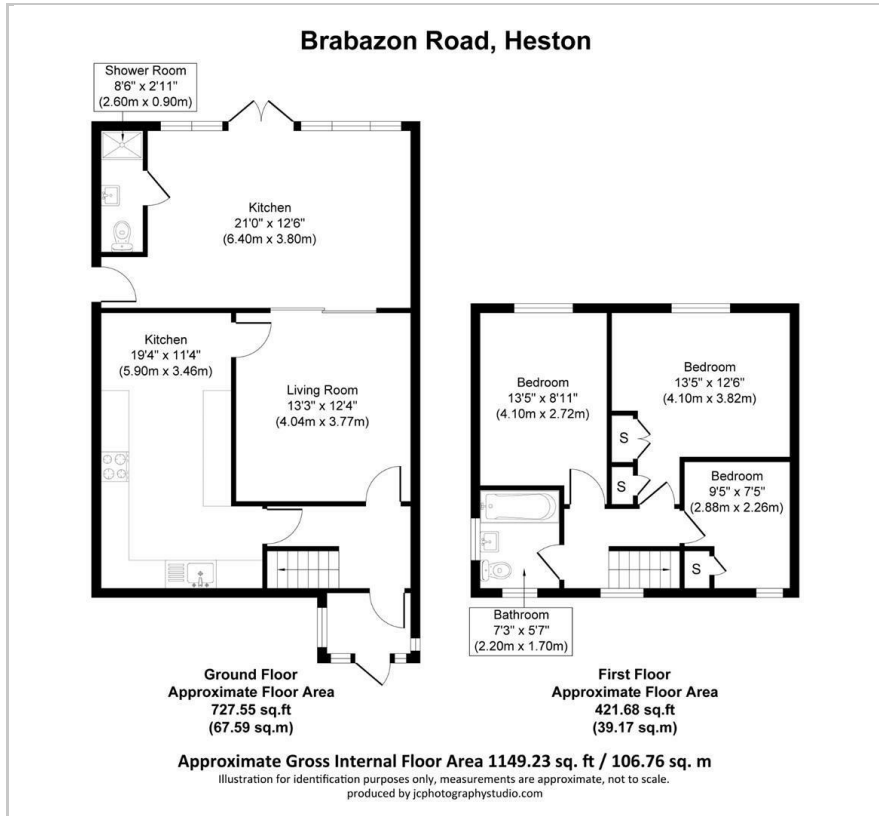 Brabazon Road, Heston
Shower Room
8'6" x 2'11"
(2.60m x 0.90m)
Kitchen
21'0" x 12'6"
(6.40m x 3.80m)
Kitchen
19'4" x 11'4"
(5.90m x 3.46m)
Living Room
13'3" x 12'4"
(4.04m x 3.77m)
Bedroom
13'5" x 8'11"
(4.10m x 2.72m)
Bedroom
13'5" x 12'6"
(4.10m x 3.82m)
S
S
Bedroom
9'5" x 7'5"
(2.88m x 2.26m)
S
Bathroom
7'3" x 5'7"
(2.20m x 1.70m)
Ground Floor
Approximate Floor Area
727.55 sq.ft
(67.59 sq.m)
First Floor
Approximate Floor Area
421.68 sq.ft
(39.17 sq.m)
Approximate Gross Internal Floor Area 1149.23 sq. ft / 106.76 sq. m
Illustration for identification purposes only, measurements are approximate, not to scale.
produced by jcphotographystudio.com